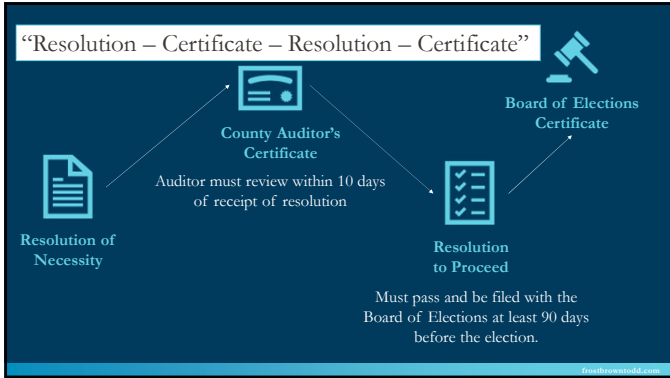 “Resolution – Certificate – Resolution – Certificate”
Board of Elections
Certificate
County Auditor’s
Certificate
Auditor must review within 10 days
of receipt of resolution
Resolution of
Necessity
Resolution
to Proceed
Must pass and be filed with the
Board of Elections at least 90 days
before the election.
frostbrowntodd.com